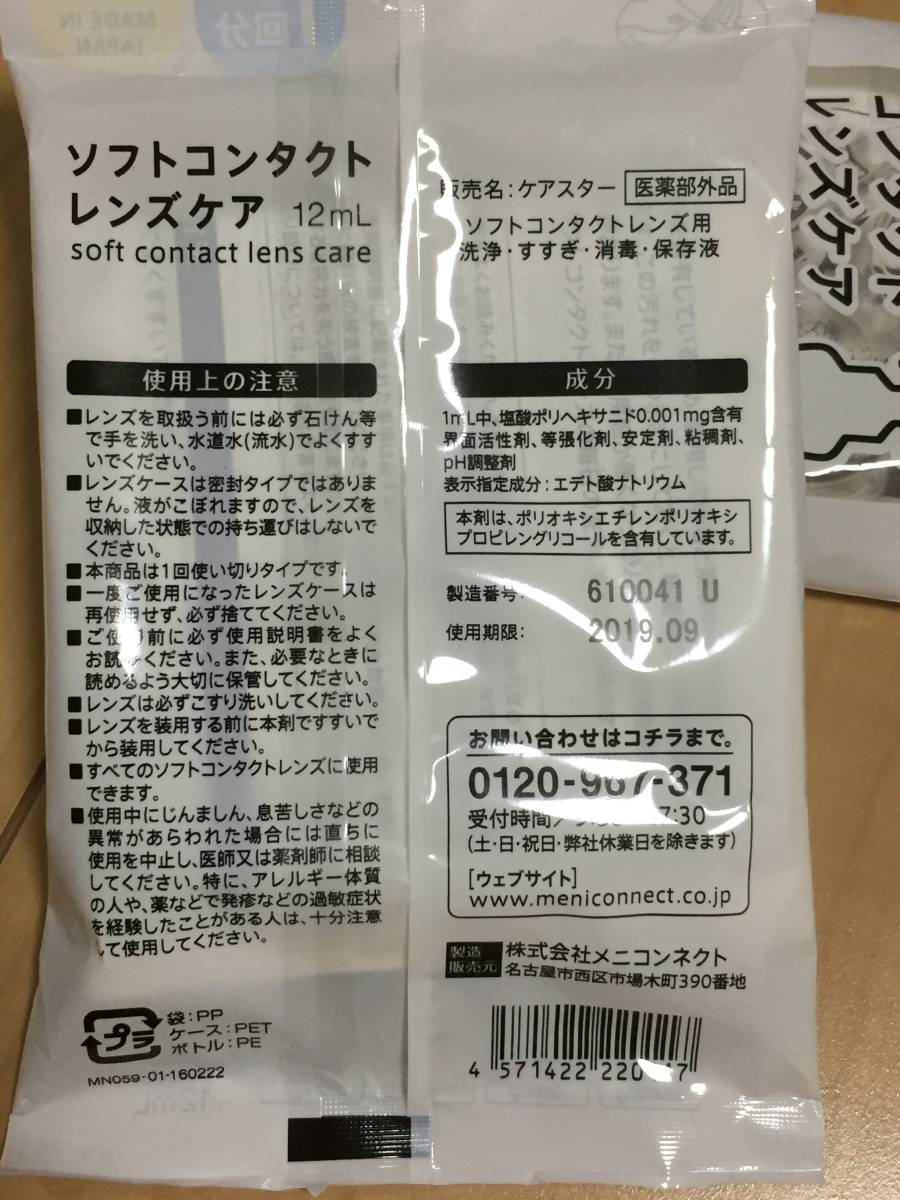 1回分
MADE IN
JAPAN
ソフトコンタクト
レンズケア 12mL
soft contact lens care
使用上の注意
■レンズを取扱う前には必ず石けん等
で手を洗い、水道水(流水)でよくすす
いでください。
■レンズケースは密封タイプではありま
せん。液がこぼれますので、レンズを
収納した状態での持ち運びはしないで
ください。
■本商品は1回使い切りタイプです。
■一度ご使用になったレンズケースは
再使用せず、必ず捨ててください。
■ご使用前に必ず使用説明書をよく
お読みください。また、必要なときに
読めるよう大切に保管してください。
■レンズは必ずこすり洗いしてください。
■レンズを装用する前に本剤ですすいで
から装用してください。
■すべてのソフトコンタクトレンズに使用
できます。
■使用中にじんましん、息苦しさなどの
異常があらわれた場合には直ちに
使用を中止し、医師又は薬剤師に相談
してください。特に、アレルギー体質
の人や、薬などで発疹などの過敏症状
を経験したことがある人は、十分注意
して使用してください。
プラ
袋:PP
ケース:PET
ボトル:PE
MN059-01-160222
販売名:ケアスター 医薬部外品
ソフトコンタクトレンズ用
洗浄・すすぎ・消毒・保存液
成分
1mL中、塩酸ポリヘキサニド0.001mg含有
界面活性剤、等張化剤、安定剤、粘稠剤、
pH調整剤
表示指定成分:エデト酸ナトリウム
本剤は、ポリオキシエチレンポリオキシ
プロピレングリコールを含有しています。
製造番号: 610041 U
使用期限: 2019.09
お問い合わせはコチラまで。
0120-967-371
受付時間/ 7:30
(土・日・祝日・弊社休業日を除きます)
[ウェブサイト]
www.meniconnect.co.jp
製造
販売元
株式会社メニコンネクト
名古屋市西区市場木町390番地
4 571422
コンタクト
レンズケア